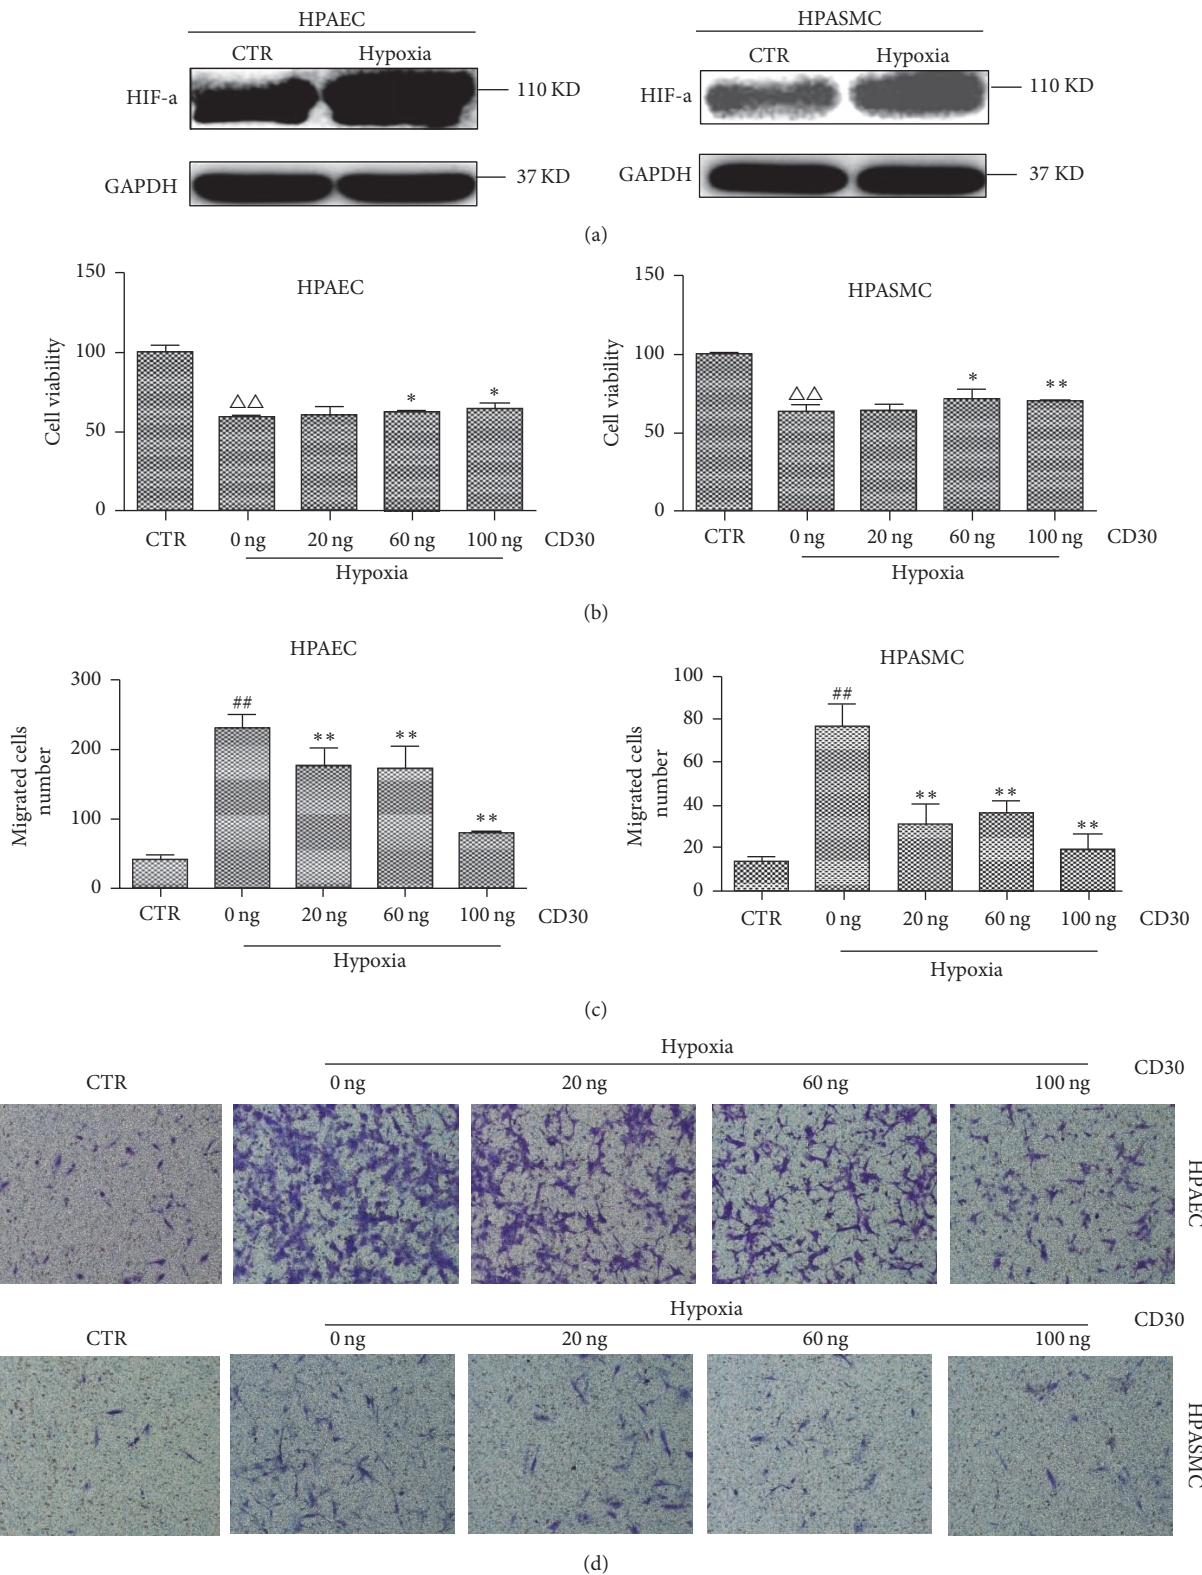 HPAEC
CTR Hypoxia
HIF-a
110 KD
GAPDH
37 KD
HPASMC
CTR Hypoxia
HIF-a
110 KD
GAPDH
37 KD
(a)
HPAEC
Cell viability
150
100
50
0
△△
*
*
CTR 0 ng 20 ng 60 ng 100 ng CD30
Hypoxia
HPASMC
Cell viability
150
100
50
0
△△
*
**
CTR 0 ng 20 ng 60 ng 100 ng CD30
Hypoxia
(b)
HPAEC
Migrated cells
number
300
200
100
0
##
**
**
**
CTR 0 ng 20 ng 60 ng 100 ng CD30
Hypoxia
HPASMC
Migrated cells
number
100
80
60
40
20
0
##
**
**
**
CTR 0 ng 20 ng 60 ng 100 ng CD30
Hypoxia
(c)
Hypoxia
CD30
CTR 0 ng 20 ng 60 ng 100 ng
HPAEC
Hypoxia
CD30
CTR 0 ng 20 ng 60 ng 100 ng
HPASMC
(d)